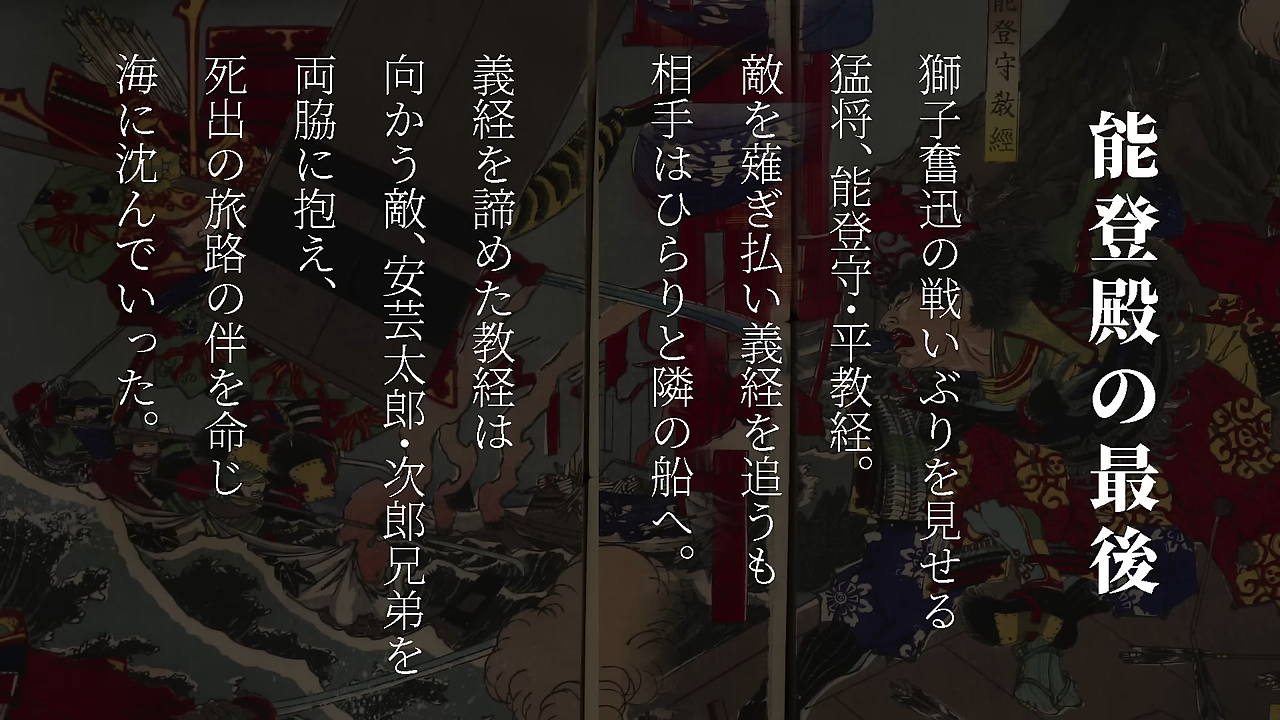 能登殿の最後
能登守教經
獅子奮迅の戦いぶりを見せる
猛将、能登守・平教経。
敵を薙ぎ払い義経を追うも
相手はひらりと隣の船へ。
義経を諦めた教経は
向かう敵、安芸太郎・次郎兄弟を
両脇に抱え、
死出の旅路の伴を命じ
海に沈んでいった。